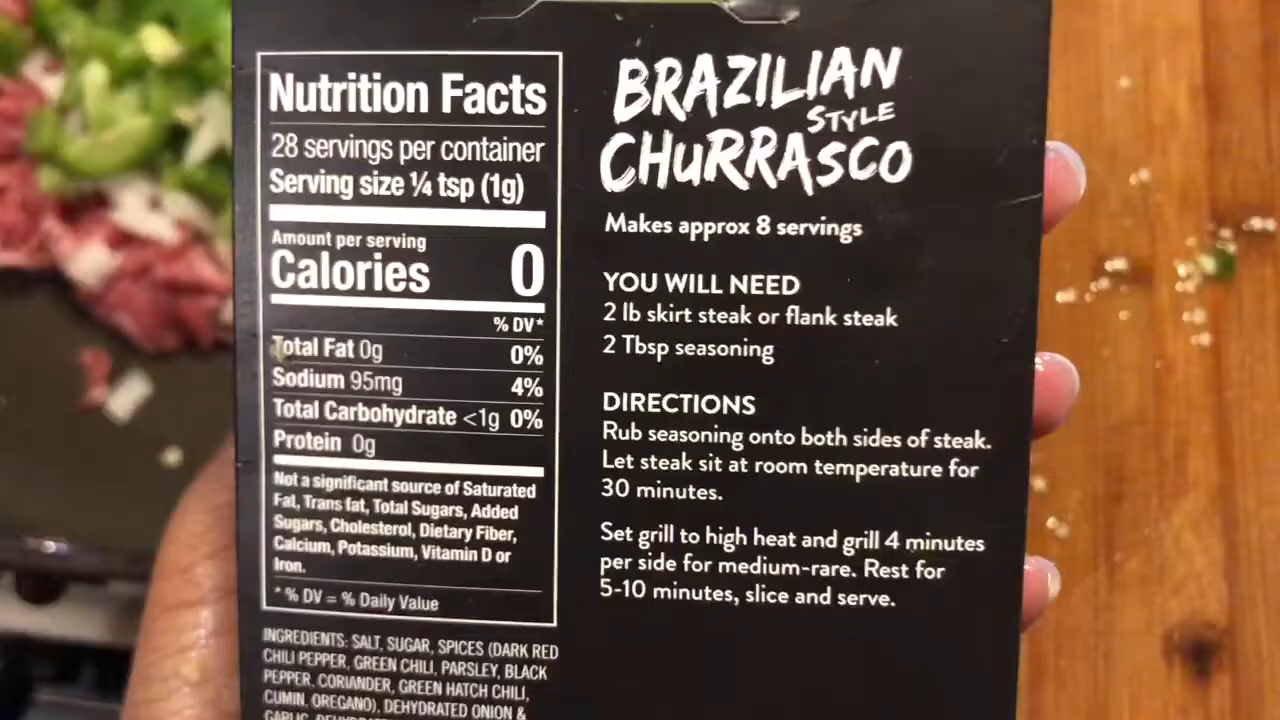 Nutrition Facts
28 servings per container
Serving size ¼ tsp (1g)
Amount per serving
Calories 0
% DV*
Total Fat 0g 0%
Sodium 95mg 4%
Total Carbohydrate <1g 0%
Protein 0g
Not a significant source of Saturated
Fat, Trans fat, Total Sugars, Added
Sugars, Cholesterol, Dietary Fiber,
Calcium, Potassium, Vitamin D or
Iron.
* % DV = % Daily Value
INGREDIENTS: SALT, SUGAR, SPICES (DARK RED
CHILI PEPPER, GREEN CHILI, PARSLEY, BLACK
PEPPER, CORIANDER, GREEN HATCH CHILI,
CUMIN, OREGANO), DEHYDRATED ONION &
GARLIC,
BRAZILIAN
STYLE
CHURRASCO
Makes approx 8 servings
YOU WILL NEED
2 lb skirt steak or flank steak
2 Tbsp seasoning
DIRECTIONS
Rub seasoning onto both sides of steak.
Let steak sit at room temperature for
30 minutes.
Set grill to high heat and grill 4 minutes
per side for medium-rare. Rest for
5-10 minutes, slice and serve.